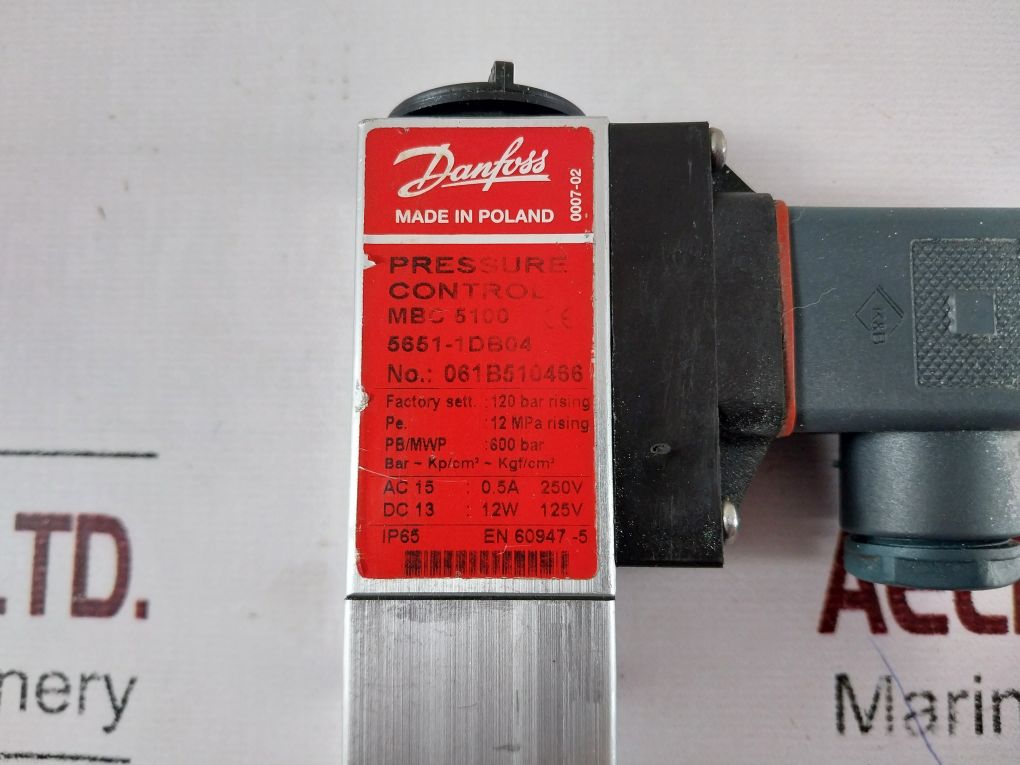 Danfoss
MADE IN POLAND
0007-02
PRESSURE
CONTROL
MBC 5100 CE
5651-1DB04
No.: 061B510466
Factory sett. : 120 bar rising
Pe. : 12 MPa rising
PB/MWP : 600 bar
Bar ~ Kp/cm² ~ Kgf/cm²
AC 15 : 0.5A 250V
DC 13 : 12W 125V
IP65 EN 60947 -5
LTD.
nery
ACCE
Marin